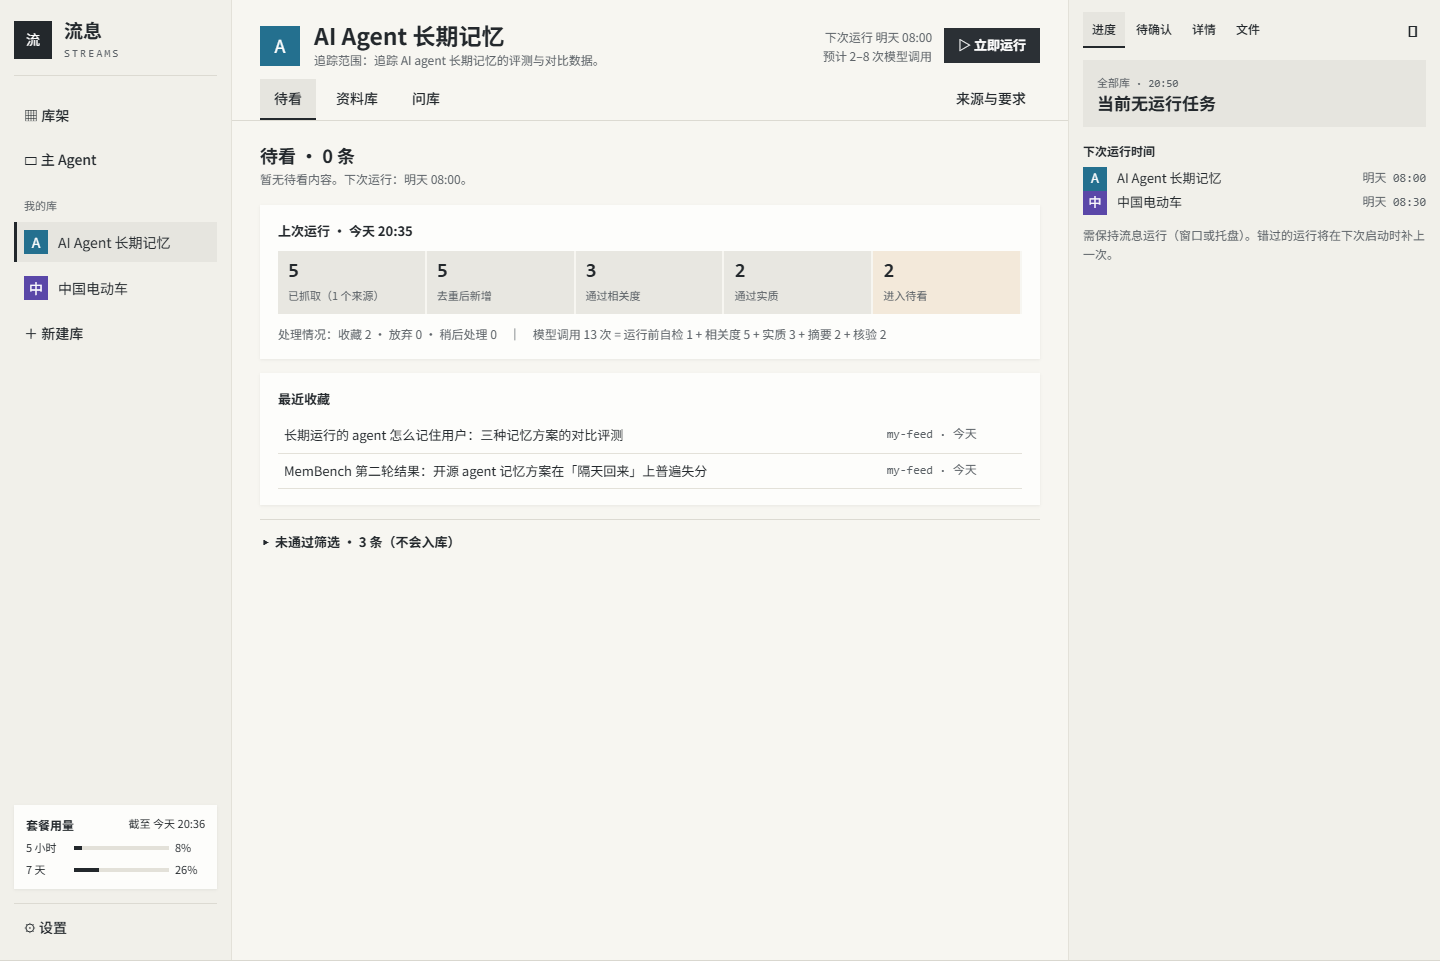 流
流息
STREAMS
库架
主 Agent
我的库
A
AI Agent 长期记忆
中
中国电动车
+ 新建库
套餐用量
截至 今天 20:36
5 小时
8%
7 天
26%
设置
A
AI Agent 长期记忆
追踪范围：追踪 AI agent 长期记忆的评测与对比数据。
下次运行 明天 08:00
预计 2–8 次模型调用
▷ 立即运行
待看
资料库
问库
来源与要求
待看 · 0 条
暂无待看内容。下次运行：明天 08:00。
上次运行 · 今天 20:35
5
已抓取（1 个来源）
5
去重后新增
3
通过相关度
2
通过实质
2
进入待看
处理情况：收藏 2 · 放弃 0 · 稍后处理 0 ｜ 模型调用 13 次 = 运行前自检 1 + 相关度 5 + 实质 3 + 摘要 2 + 核验 2
最近收藏
长期运行的 agent 怎么记住用户：三种记忆方案的对比评测
my-feed · 今天
MemBench 第二轮结果：开源 agent 记忆方案在「隔天回来」上普遍失分
my-feed · 今天
▸ 未通过筛选 · 3 条（不会入库）
进度
待确认
详情
文件
全部库 · 20:50
当前无运行任务
下次运行时间
A
AI Agent 长期记忆
明天 08:00
中
中国电动车
明天 08:30
需保持流息运行（窗口或托盘）。错过的运行将在下次启动时补上
一次。